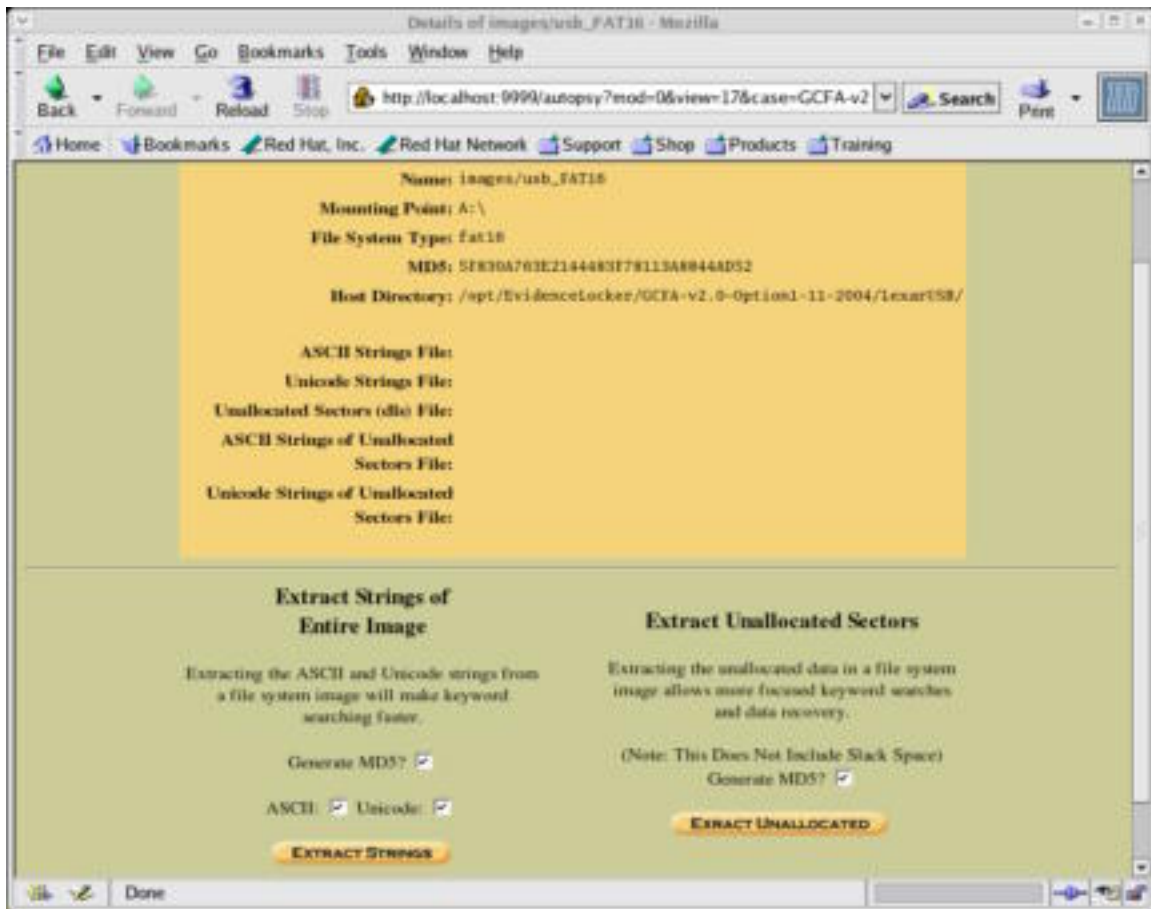 Details of images/usb_FAT16 - Mozilla
File Edit View Go Bookmarks Tools Window Help
Back Forward Reload Stop http://localhost:9999/autopsy?mod=0&view=17&case=GCFA-v2 Search Print
Home Bookmarks Red Hat, Inc. Red Hat Network Support Shop Products Training
Name: images/usb_FAT16
Mounting Point: A:\
File System Type: fat16
MD5:
Host Directory: /opt/EvidenceLocker/GCFA-v2.0-Option1-11-2004/LexarUSB/
ASCII Strings File:
Unicode Strings File:
Unallocated Sectors (dls) File:
ASCII Strings of Unallocated
Sectors File:
Unicode Strings of Unallocated
Sectors File:
Extract Strings of
Entire Image
Extracting the ASCII and Unicode strings from
a file system image will make keyword
searching faster.
Generate MD5?
ASCII: Unicode:
EXTRACT STRINGS
Extract Unallocated Sectors
Extracting the unallocated data in a file system
image allows more focused keyword searches
and data recovery.
(Note: This Does Not Include Slack Space)
Generate MD5?
EXRACT UNALLOCATED
Done